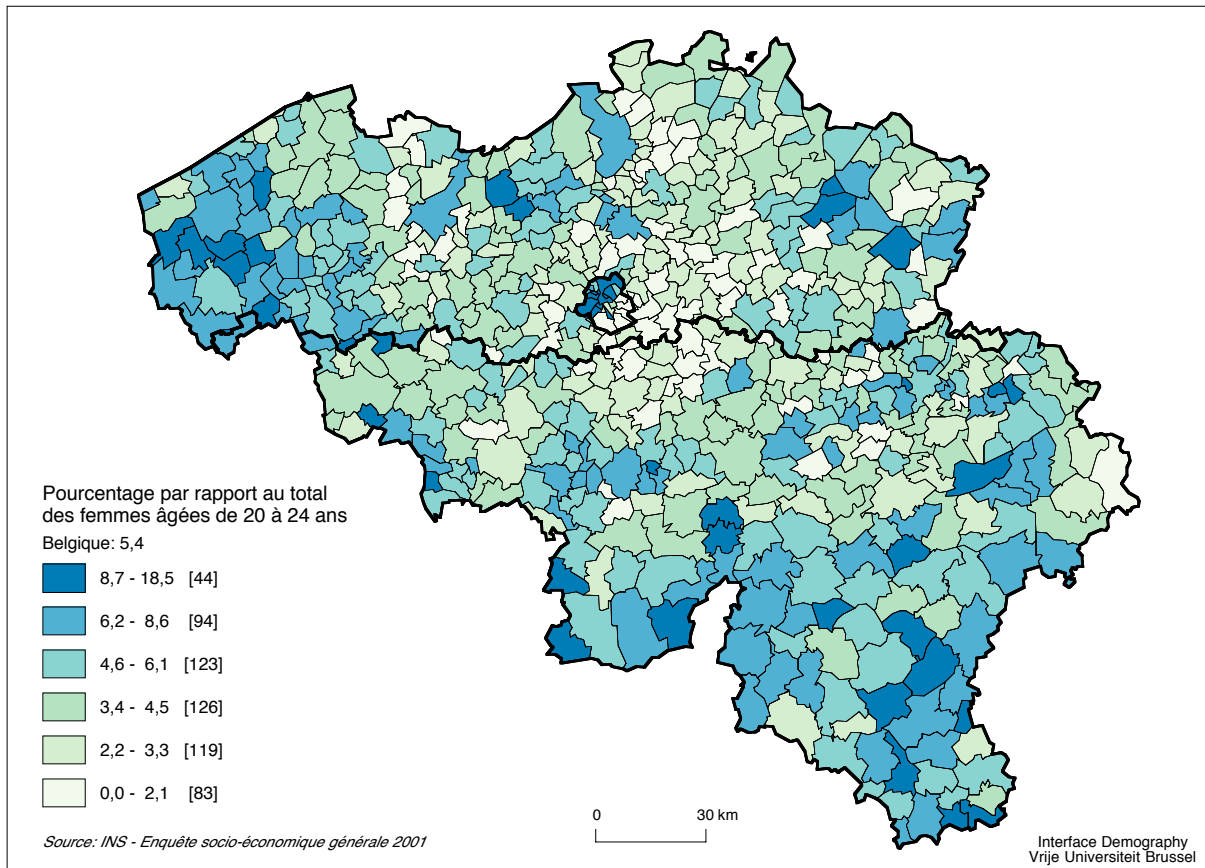 Pourcentage par rapport au total
des femmes âgées de 20 à 24 ans
Belgique: 5,4
8,7 - 18,5 [44]
6,2 - 8,6 [94]
4,6 - 6,1 [123]
3,4 - 4,5 [126]
2,2 - 3,3 [119]
0,0 - 2,1 [83]
0 30 km
Source: INS - Enquête socio-économique générale 2001
Interface Demography
Vrije Universiteit Brussel